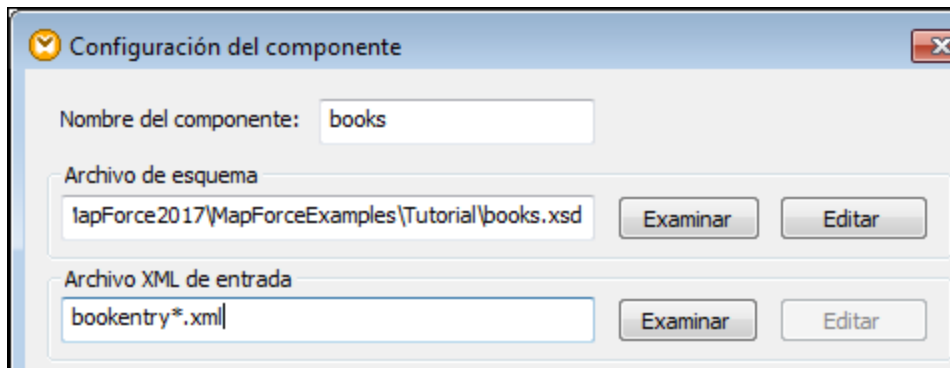 Configuración del componente
Nombre del componente: books
Archivo de esquema
MapForce2017\MapForceExamples\Tutorial\books.xsd Examinar Editar
Archivo XML de entrada
bookentry*.xml Examinar Editar